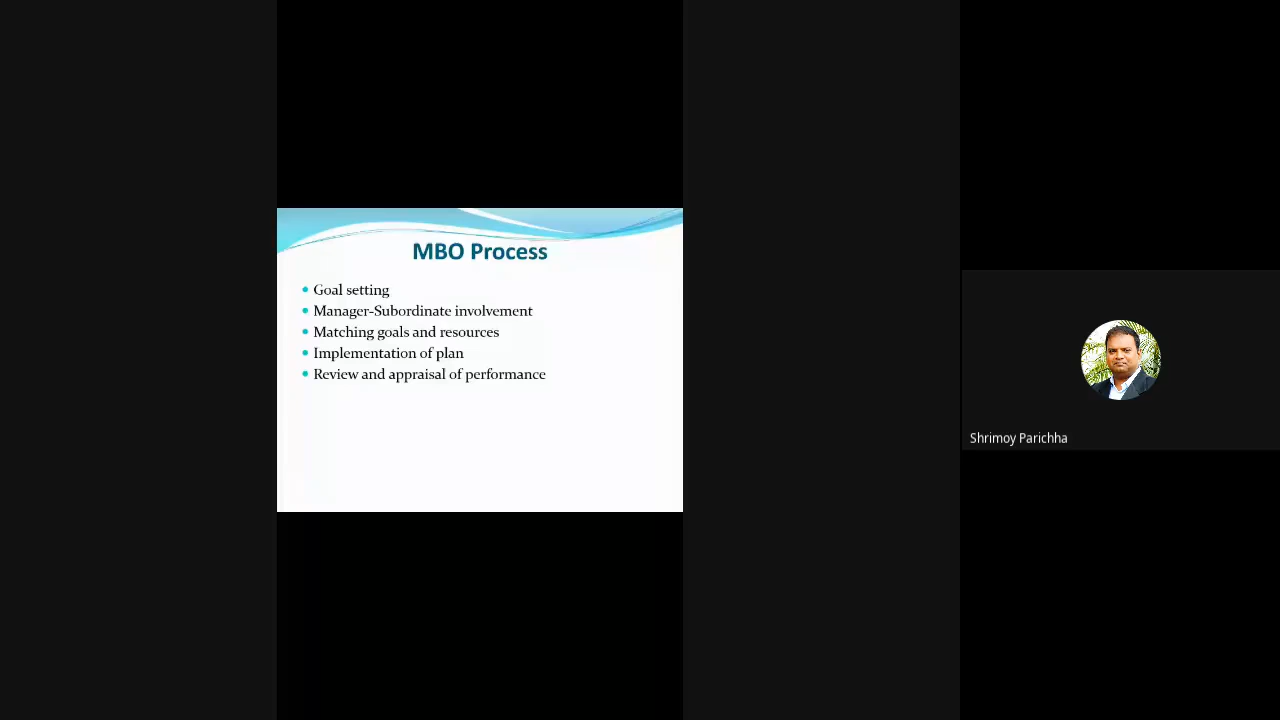 MBO Process
Goal setting
Manager-Subordinate involvement
Matching goals and resources
Implementation of plan
Review and appraisal of performance
Shrimoy Parichha